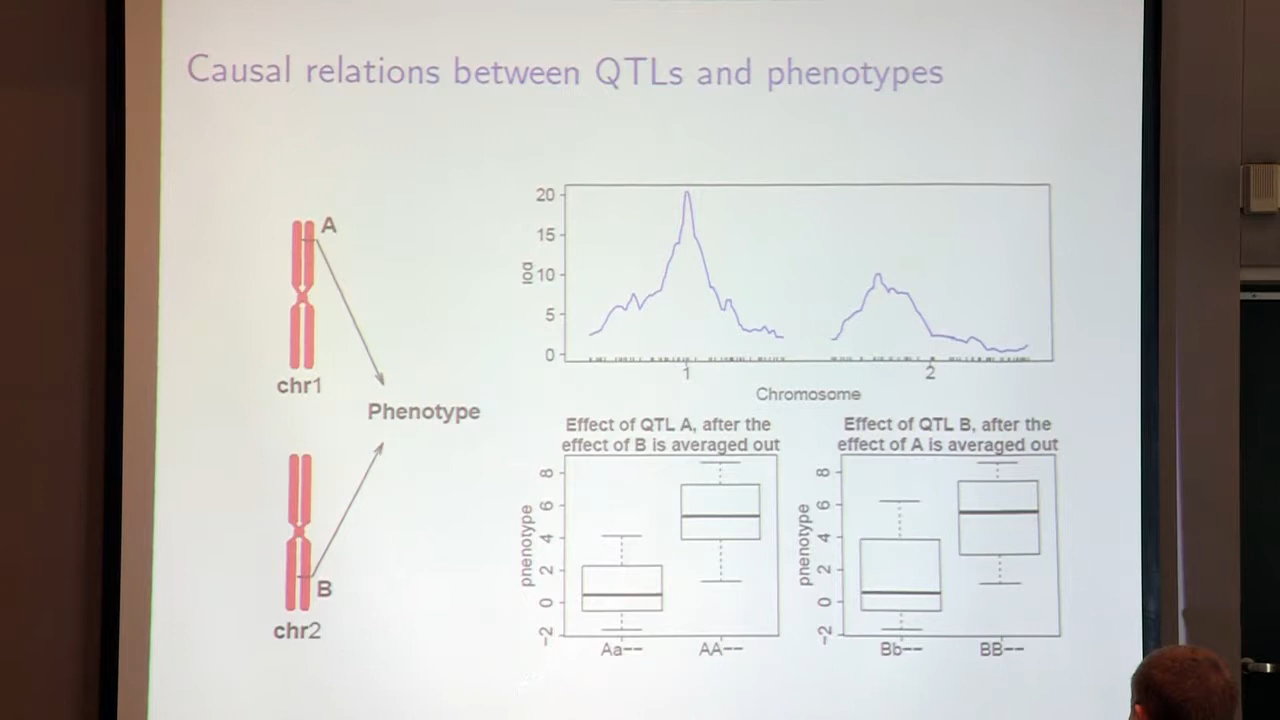 Causal relations between QTLs and phenotypes
A
chr1
Phenotype
B
chr2
20
15
10
5
0
lod
1
2
Chromosome
Effect of QTL A, after the
effect of B is averaged out
8
6
4
2
0
−2
phenotype
Aa−−
AA−−
Effect of QTL B, after the
effect of A is averaged out
8
6
4
2
0
−2
phenotype
Bb−−
BB−−